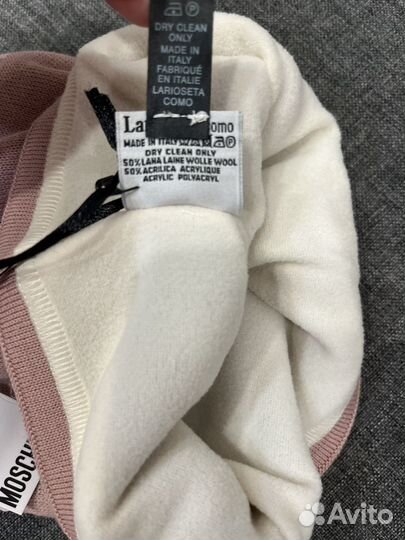 DRY CLEAN
ONLY
MADE IN
ITALY
FABRIQUÉ
EN ITALIE
LARIOSETA
COMO
Lar omo
MADE IN ITALY
DRY CLEAN ONLY
50% LANA LAINE WOLLE WOOL
50% ACRILICA ACRYLIQUE
ACRYLIC POLYACRYL
MOSCH
Avito